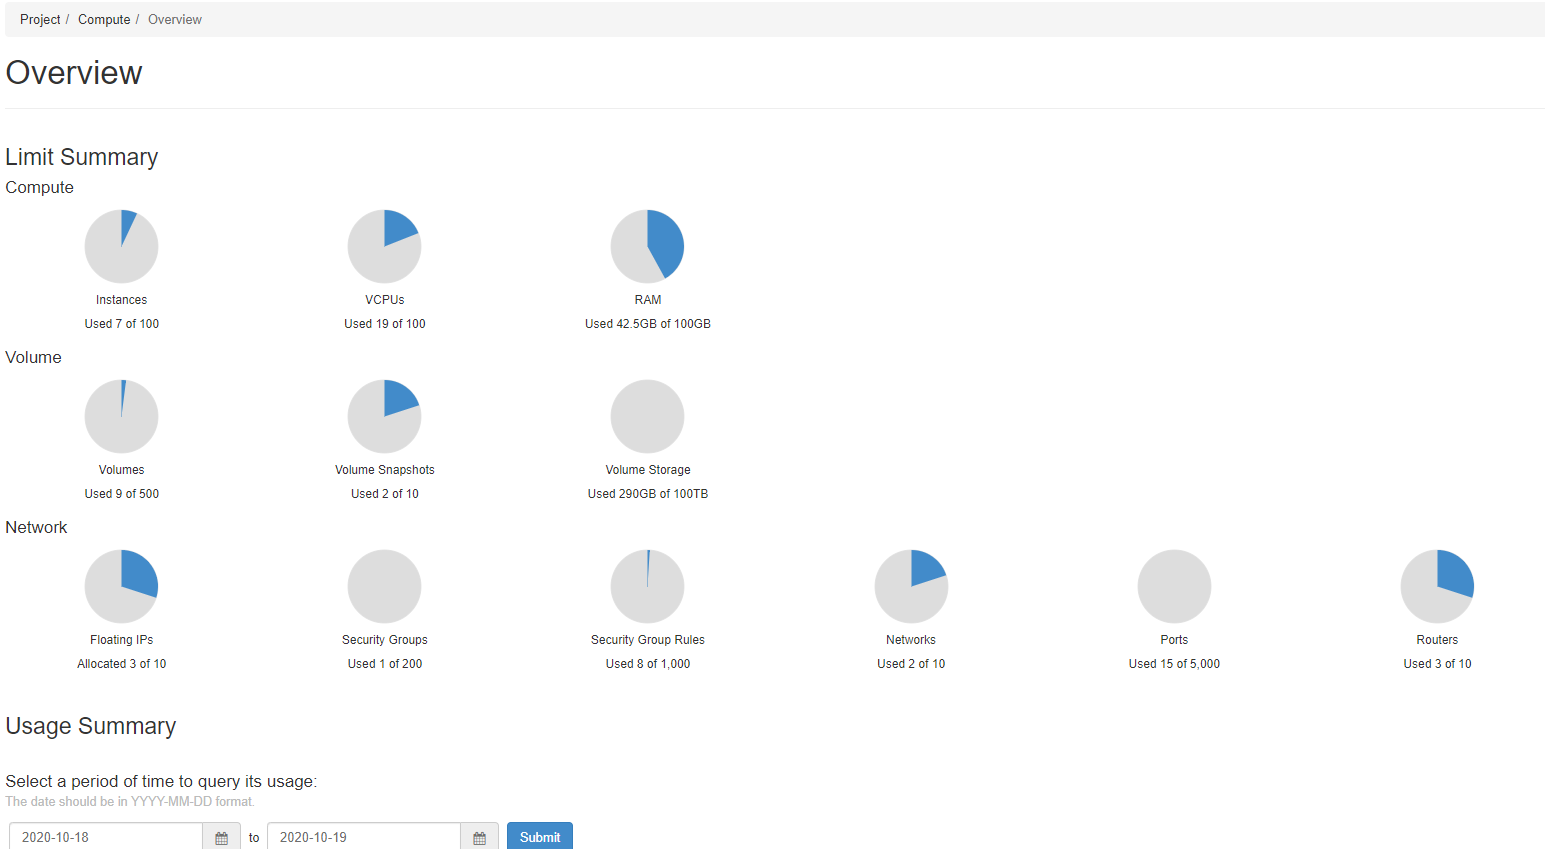 Project / Compute / Overview
Overview
Limit Summary
Compute
Instances
Used 7 of 100
VCPUs
Used 19 of 100
RAM
Used 42.5GB of 100GB
Volume
Volumes
Used 9 of 500
Volume Snapshots
Used 2 of 10
Volume Storage
Used 290GB of 100TB
Network
Floating IPs
Allocated 3 of 10
Security Groups
Used 1 of 200
Security Group Rules
Used 8 of 1,000
Networks
Used 2 of 10
Ports
Used 15 of 5,000
Routers
Used 3 of 10
Usage Summary
Select a period of time to query its usage:
The date should be in YYYY-MM-DD format.
2020-10-18 to 2020-10-19 Submit